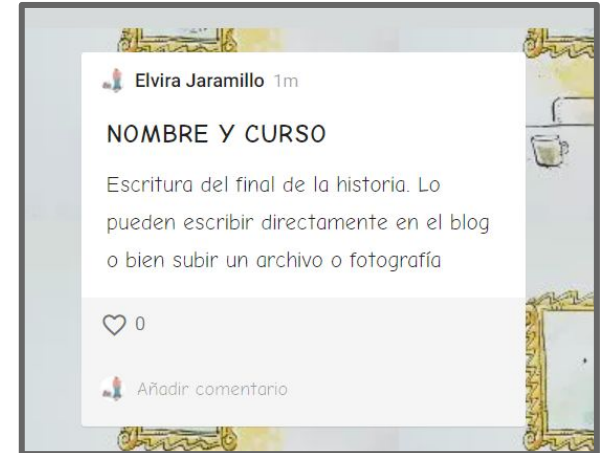 Elvira Jaramillo 1m
NOMBRE Y CURSO
Escritura del final de la historia. Lo
pueden escribir directamente en el blog
o bien subir un archivo o fotografía
0
Añadir comentario